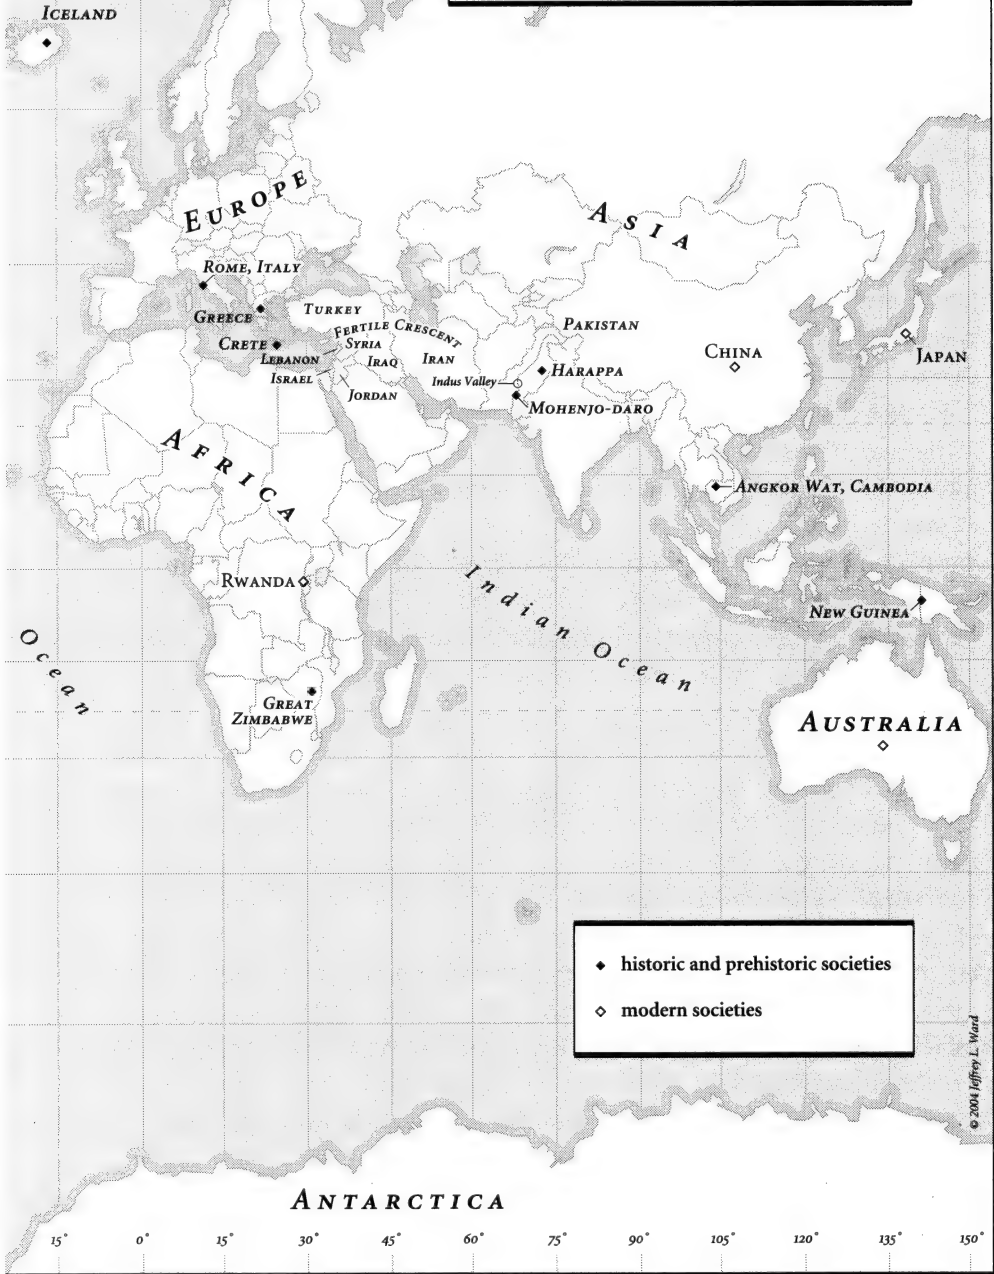 ICELAND
EUROPE
ASIA
ROME, ITALY
GREECE
TURKEY
FERTILE CRESCENT
CRETE
SYRIA
LEBANON
IRAQ
IRAN
ISRAEL
JORDAN
PAKISTAN
HARAPPA
Indus Valley
MOHENJO-DARO
CHINA
JAPAN
AFRICA
ANGKOR WAT, CAMBODIA
RWANDA
Indian Ocean
NEW GUINEA
Ocean
GREAT
ZIMBABWE
AUSTRALIA
historic and prehistoric societies
modern societies
© 2004 Jeffrey L. Ward
ANTARCTICA
15° 0° 15° 30° 45° 60° 75° 90° 105° 120° 135° 150°